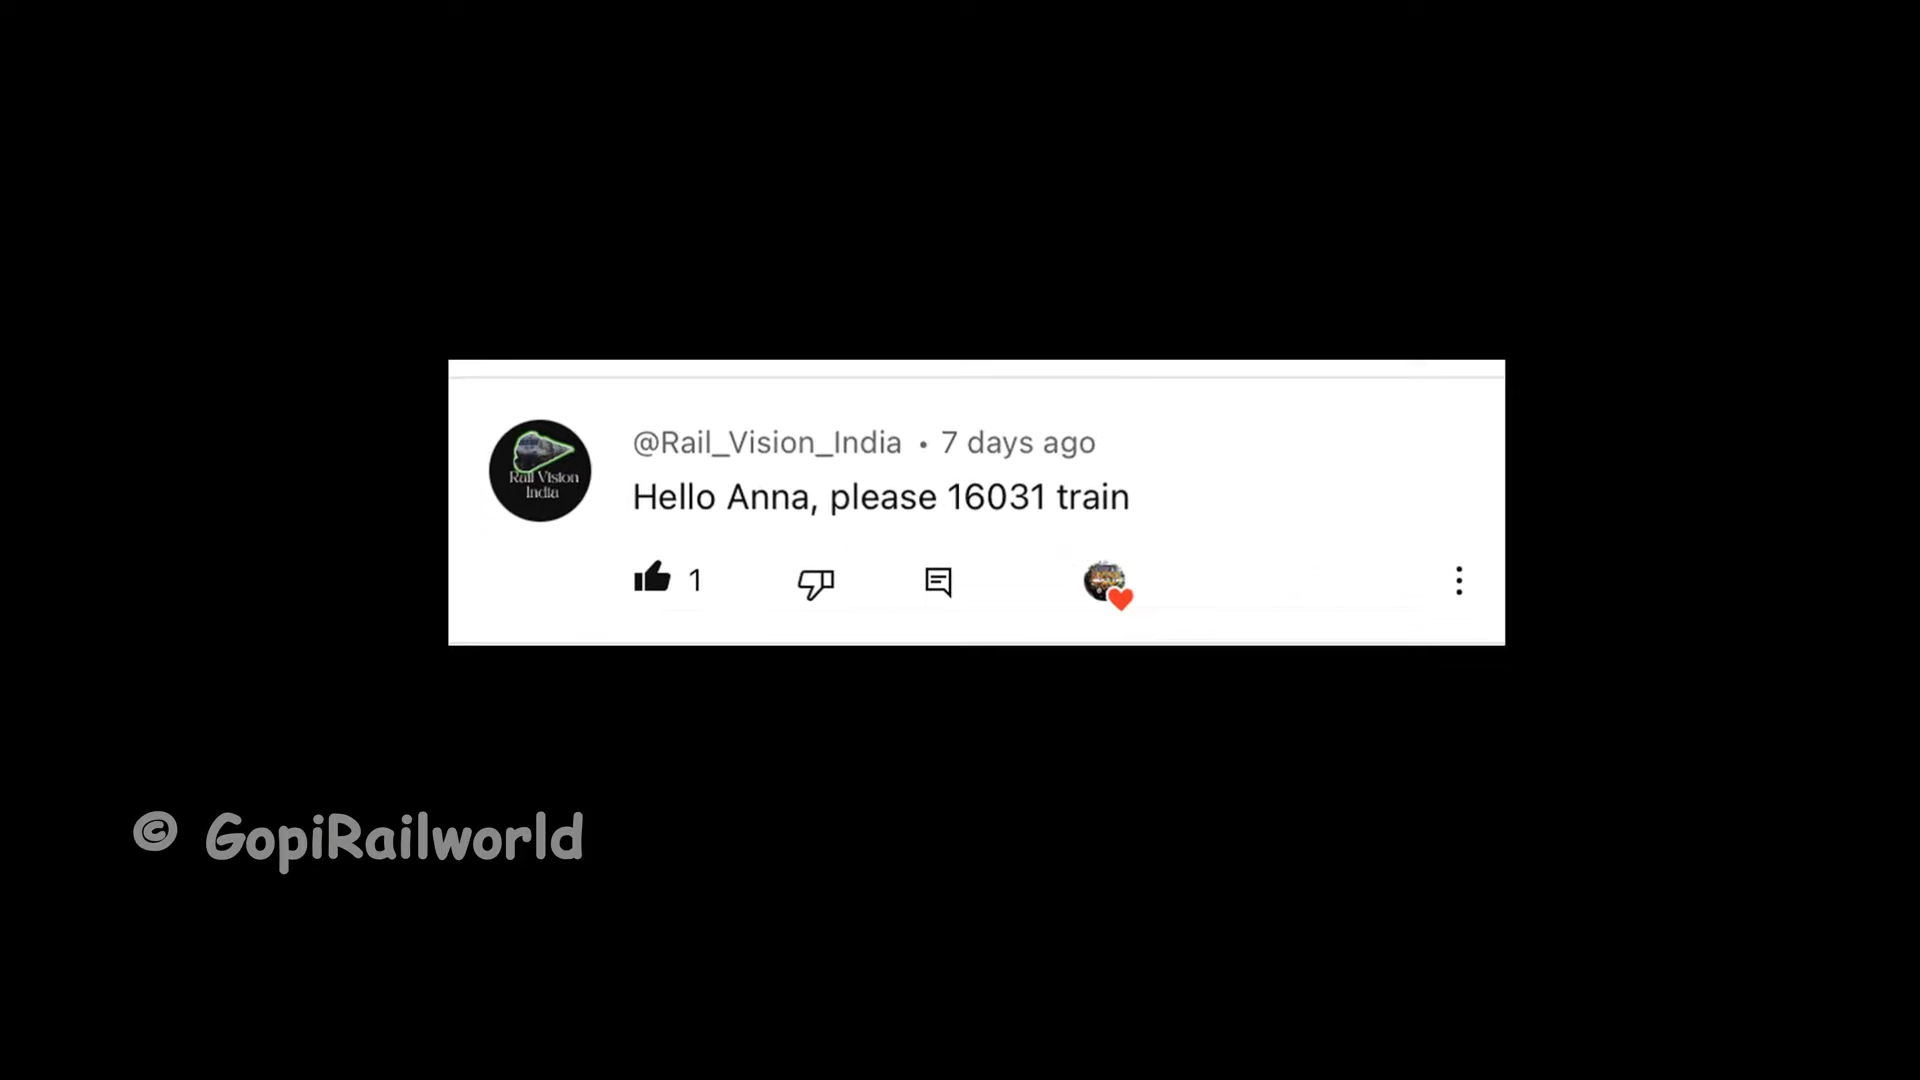 @Rail_Vision_India • 7 days ago
Rail Vision
India
Hello Anna, please 16031 train
1
© GopiRailworld